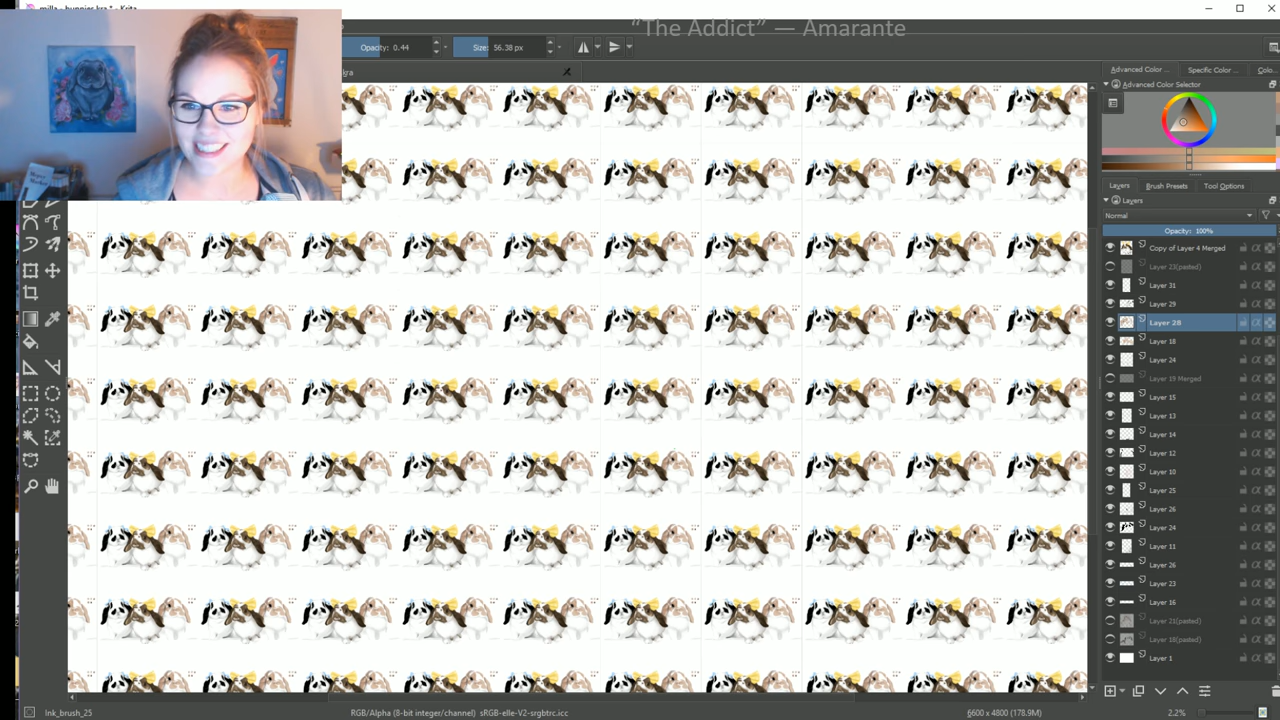 milla - bunnies.kra * - Krita
"The Addict" — Amarante
Opacity: 0.44
Size: 56.38 px
kra
Advanced Color ...
Specific Color ...
Colo...
Advanced Color Selector
Layers
Brush Presets
Tool Options
Layers
Normal
Opacity: 100%
Copy of Layer 4 Merged
Layer 23(pasted)
Layer 31
Layer 29
Layer 28
Layer 18
Layer 24
Layer 19 Merged
Layer 15
Layer 13
Layer 14
Layer 12
Layer 10
Layer 25
Layer 26
Layer 24
Layer 11
Layer 26
Layer 23
Layer 16
Layer 21(pasted)
Layer 18(pasted)
Layer 1
Ink_brush_25
RGB/Alpha (8-bit integer/channel) sRGB-elle-V2-srgbtrc.icc
6600 x 4800 (178.9M)
2.2%